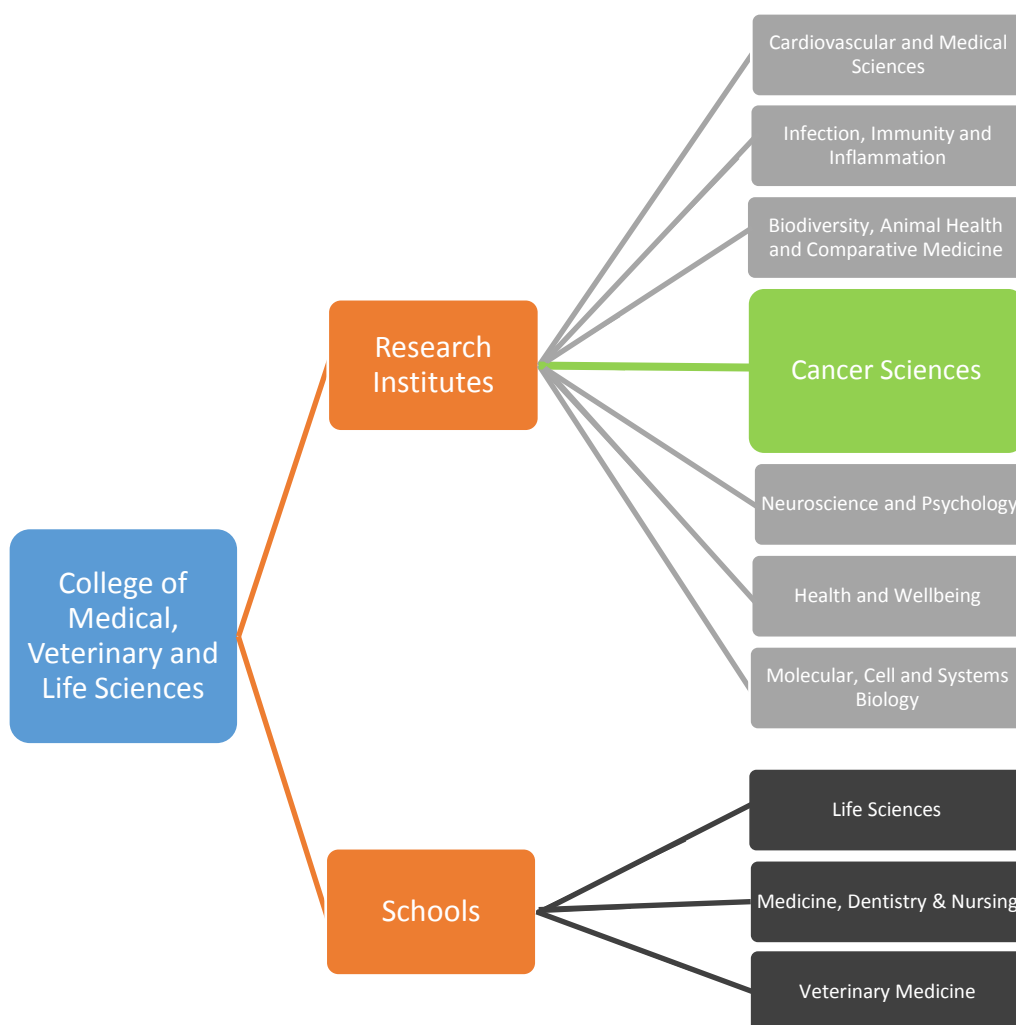 College of
Medical,
Veterinary and
Life Sciences
Research
Institutes
Cardiovascular and Medical
Sciences
Infection, Immunity and
Inflammation
Biodiversity, Animal Health
and Comparative Medicine
Cancer Sciences
Neuroscience and Psychology
Health and Wellbeing
Molecular, Cell and Systems
Biology
Schools
Life Sciences
Medicine, Dentistry & Nursing
Veterinary Medicine